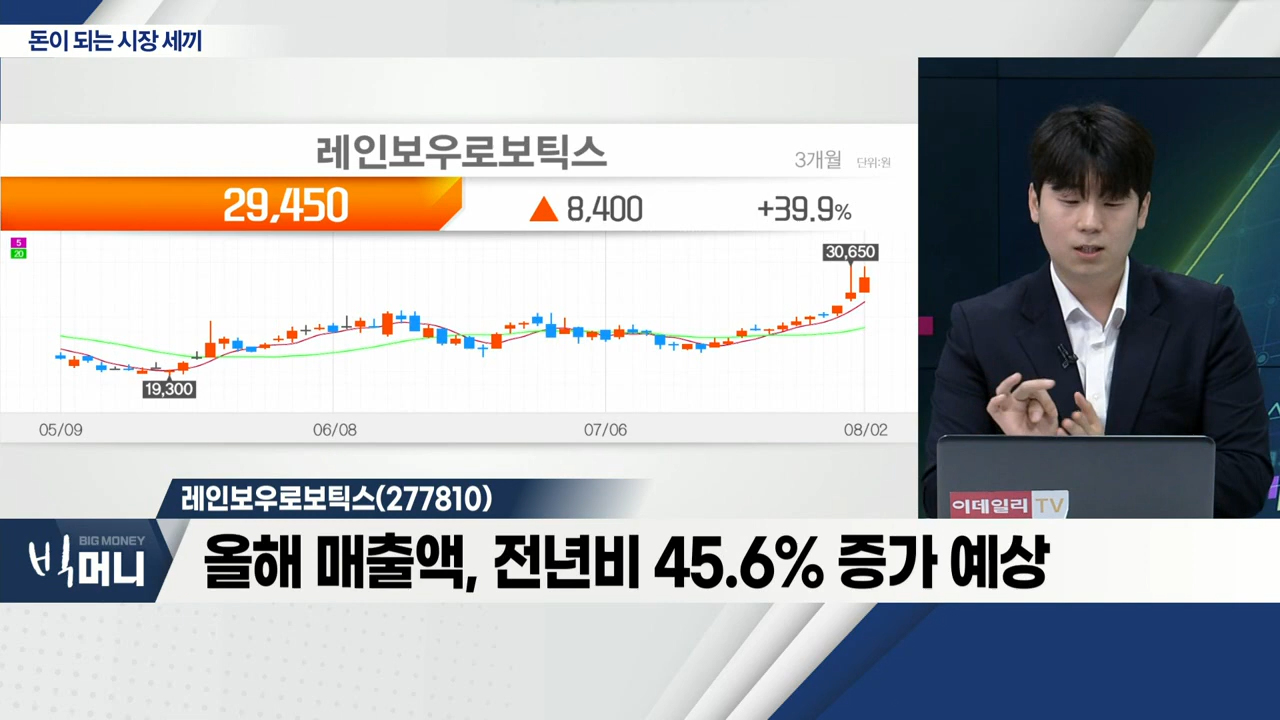 돈이 되는 시장 세끼
레인보우로보틱스
3개월 단위:원
29,450 ▲ 8,400 +39.9%
5
20
30,650
19,300
05/09 06/08 07/06 08/02
이데일리 TV
레인보우로보틱스(277810)
BIG MONEY
빅머니
올해 매출액, 전년비 45.6% 증가 예상